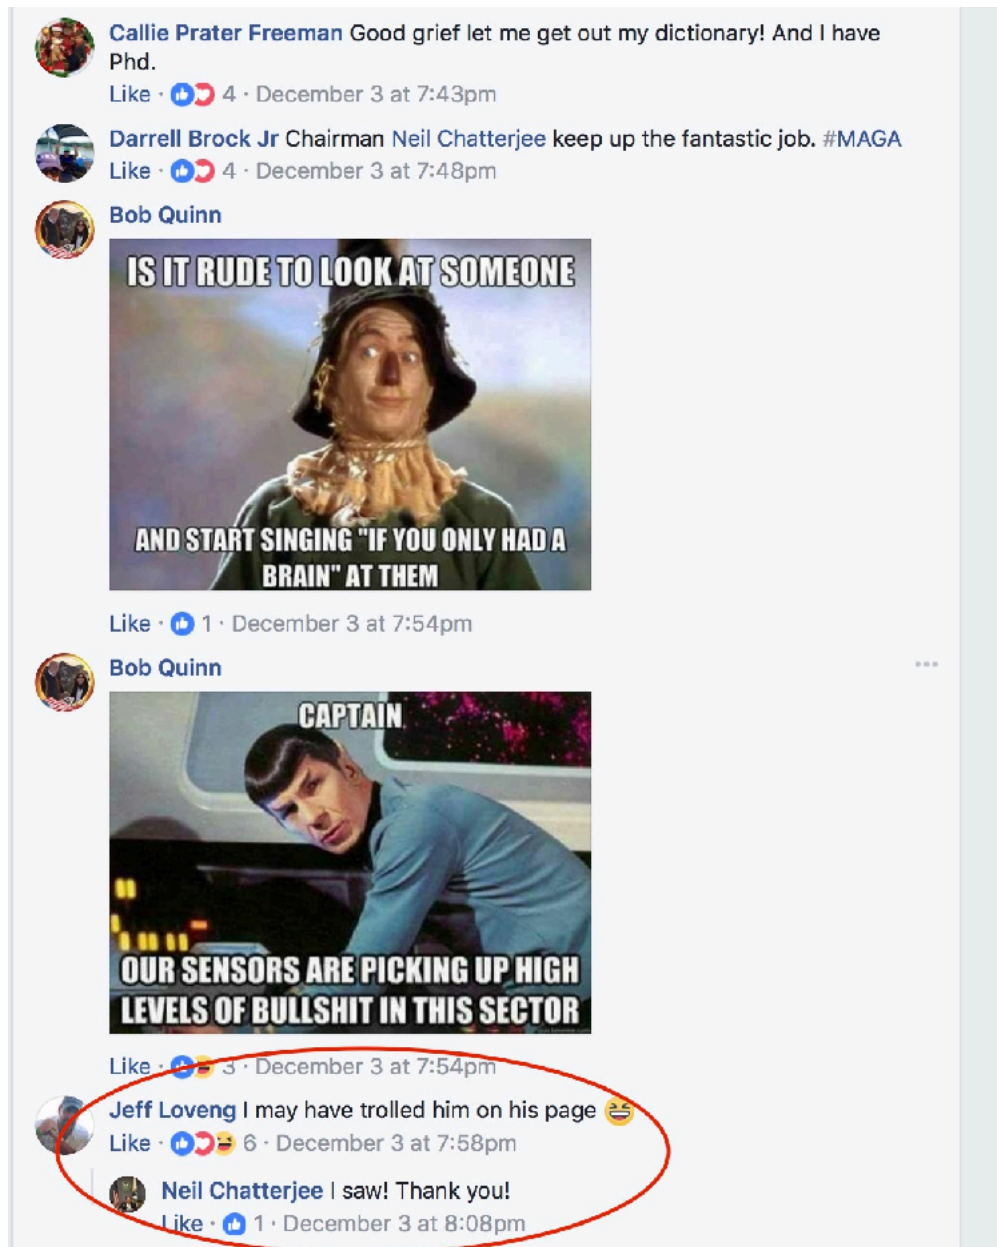 Callie Prater Freeman Good grief let me get out my dictionary! And I have
Phd.
Like · 4 · December 3 at 7:43pm
Darrell Brock Jr Chairman Neil Chatterjee keep up the fantastic job. #MAGA
Like · 4 · December 3 at 7:48pm
Bob Quinn
IS IT RUDE TO LOOK AT SOMEONE
AND START SINGING "IF YOU ONLY HAD A
BRAIN" AT THEM
Like · 1 · December 3 at 7:54pm
Bob Quinn
CAPTAIN
OUR SENSORS ARE PICKING UP HIGH
LEVELS OF BULLSHIT IN THIS SECTOR
Like · 3 · December 3 at 7:54pm
Jeff Loveng I may have trolled him on his page 😆
Like · 6 · December 3 at 7:58pm
Neil Chatterjee I saw! Thank you!
Like · 1 · December 3 at 8:08pm